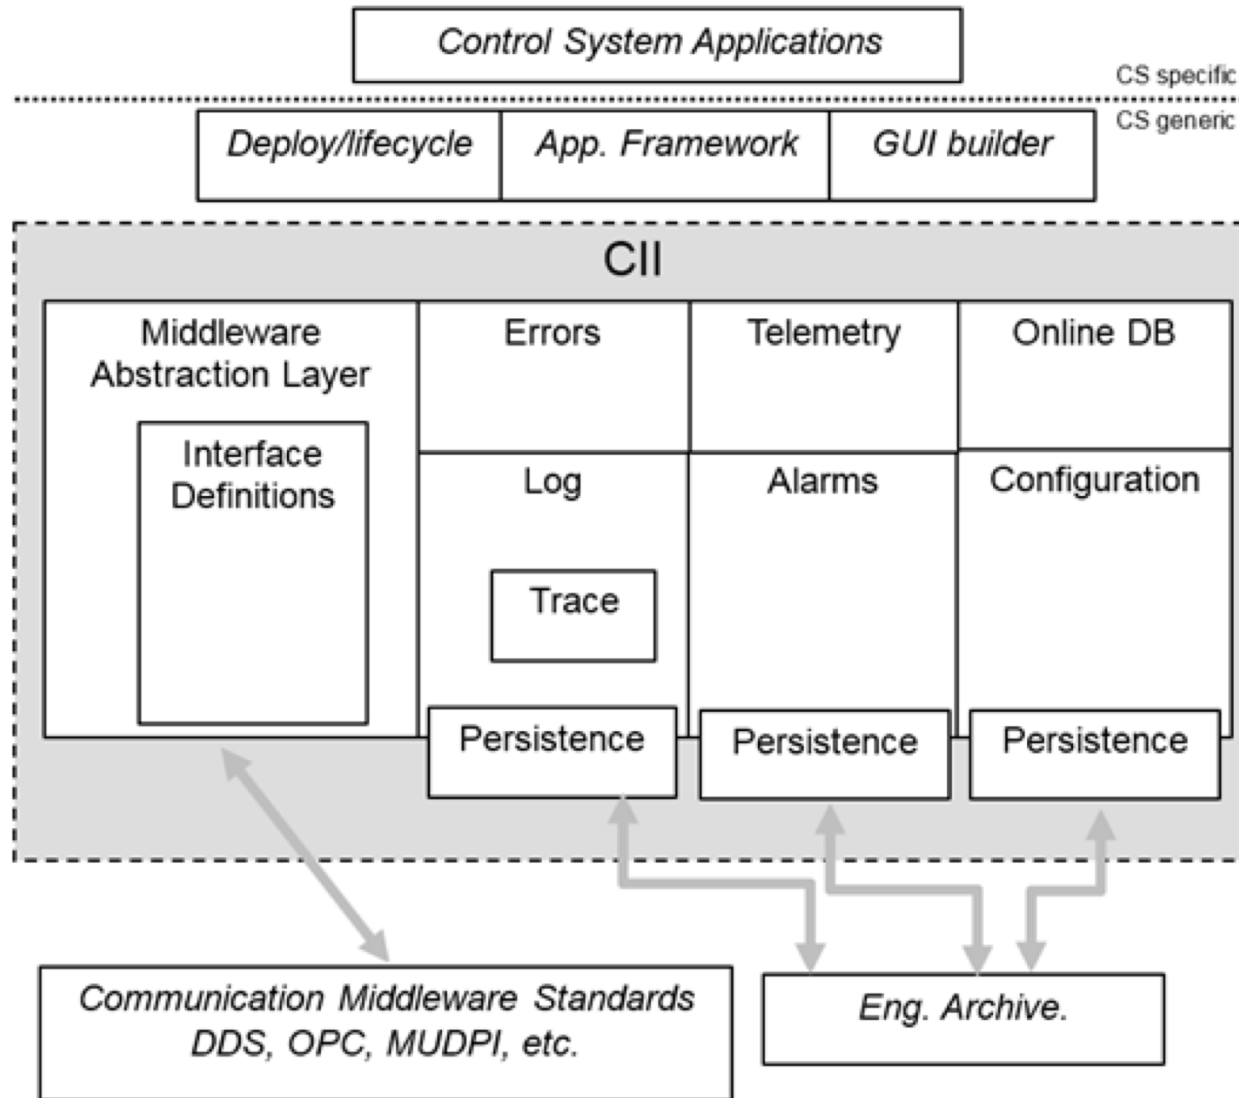 Control System Applications
CS specific
CS generic
Deploy/lifecycle
App. Framework
GUI builder
CII
Middleware
Abstraction Layer
Interface
Definitions
Errors
Telemetry
Online DB
Log
Alarms
Configuration
Trace
Persistence
Persistence
Persistence
Communication Middleware Standards
DDS, OPC, MUDPI, etc.
Eng. Archive.